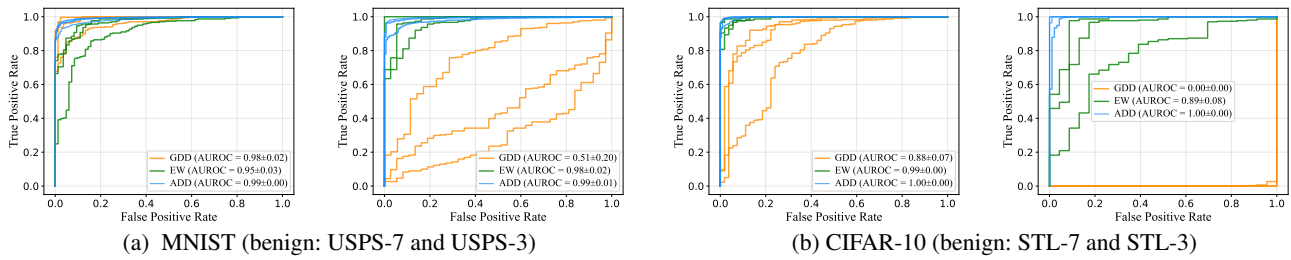 True Positive Rate
1.0
0.8
0.6
0.4
0.2
0.0
GDD (AUROC = 0.98±0.02)
EW (AUROC = 0.95±0.03)
ADD (AUROC = 0.99±0.00)
0.0 0.2 0.4 0.6 0.8 1.0
False Positive Rate
True Positive Rate
1.0
0.8
0.6
0.4
0.2
0.0
GDD (AUROC = 0.51±0.20)
EW (AUROC = 0.98±0.02)
ADD (AUROC = 0.99±0.01)
0.0 0.2 0.4 0.6 0.8 1.0
False Positive Rate
(a) MNIST (benign: USPS-7 and USPS-3)
True Positive Rate
1.0
0.8
0.6
0.4
0.2
0.0
GDD (AUROC = 0.88±0.07)
EW (AUROC = 0.99±0.00)
ADD (AUROC = 1.00±0.00)
0.0 0.2 0.4 0.6 0.8 1.0
False Positive Rate
True Positive Rate
1.0
0.8
0.6
0.4
0.2
0.0
GDD (AUROC = 0.00±0.00)
EW (AUROC = 0.89±0.08)
ADD (AUROC = 1.00±0.00)
0.0 0.2 0.4 0.6 0.8 1.0
False Positive Rate
(b) CIFAR-10 (benign: STL-7 and STL-3)